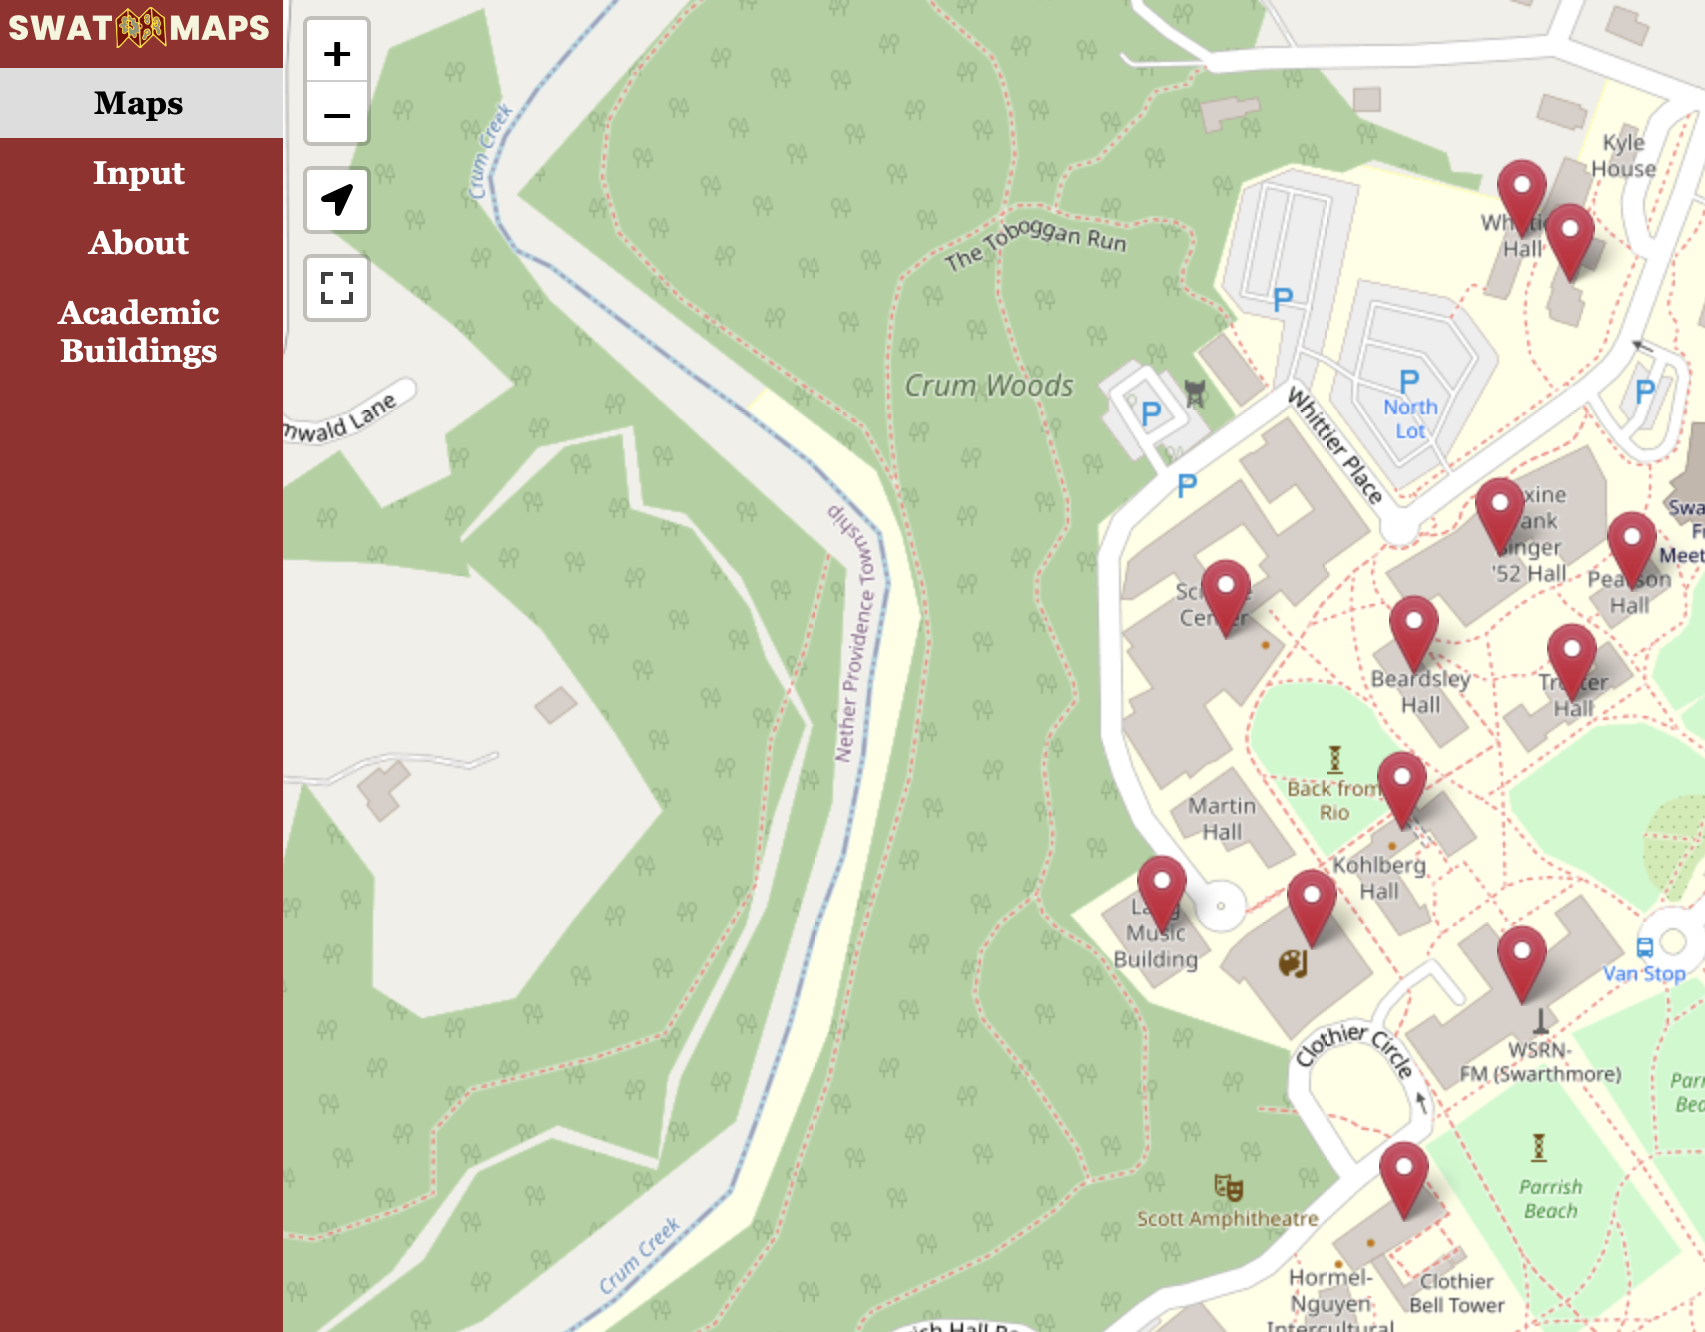 SWAT MAPS
Maps
Input
About
Academic
Buildings
+
−
Crum Creek
The Toboggan Run
Crum Woods
Nether Providence Township
Crum Creek
Kyle
House
Hall
P
P
North
Lot
P
P
P
Whittier Place
'52 Hall
Hall
Beardsley
Hall
Hall
Back from
Rio
Martin
Hall
Kohlberg
Hall
Music
Building
Van Stop
Clothier Circle
WSRN-
FM (Swarthmore)
Parrish
Beach
Scott Amphitheatre
Hormel-
Nguyen
Intercultural
Clothier
Bell Tower